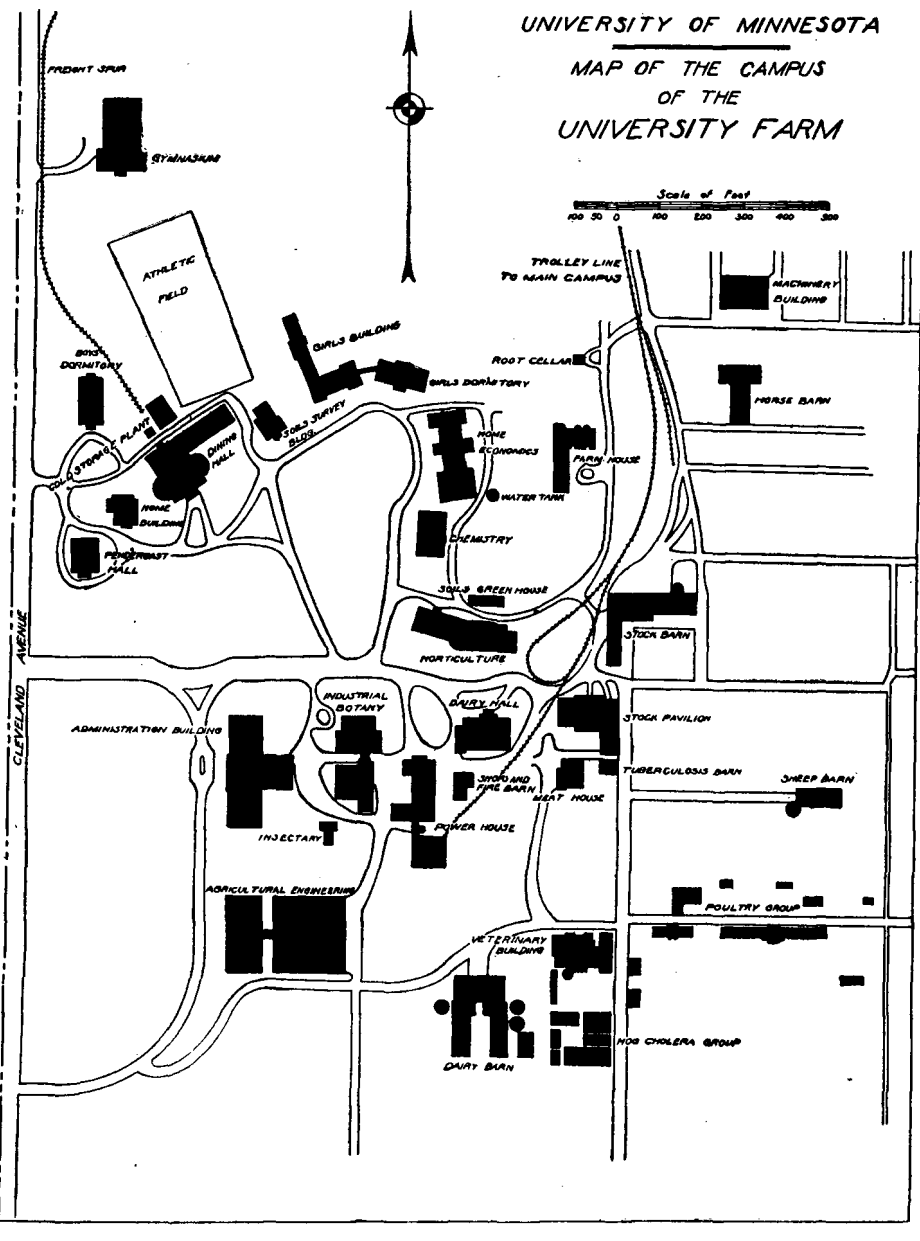 UNIVERSITY OF MINNESOTA
MAP OF THE CAMPUS
OF THE
UNIVERSITY FARM
FREIGHT SPUR
GYMNASIUM
Scale of Feet
100 50 0 100 200 300 400 500
ATHLETIC
FIELD
TROLLEY LINE
TO MAIN CAMPUS
MACHINERY
BUILDING
GIRLS BUILDING
BOYS
DORMITORY
ROOT CELLAR
GIRLS DORMITORY
HORSE BARN
COLD STORAGE PLANT
DINING
HALL
SOILS SURVEY
BLDG.
HOME
ECONOMICS
FARM HOUSE
WATER TANK
HOME
BUILDING
CHEMISTRY
PENDERGAST
HALL
SOILS GREEN HOUSE
STOCK BARN
HORTICULTURE
CLEVELAND AVENUE
INDUSTRIAL
BOTANY
DAIRY HALL
ADMINISTRATION BUILDING
STOCK PAVILION
SHOPS AND
FIRE BARN
TUBERCULOSIS BARN
MEAT HOUSE
SHEEP BARN
INSECTARY
POWER HOUSE
AGRICULTURAL ENGINEERING
POULTRY GROUP
VETERINARY
BUILDING
HOG CHOLERA GROUP
DAIRY BARN